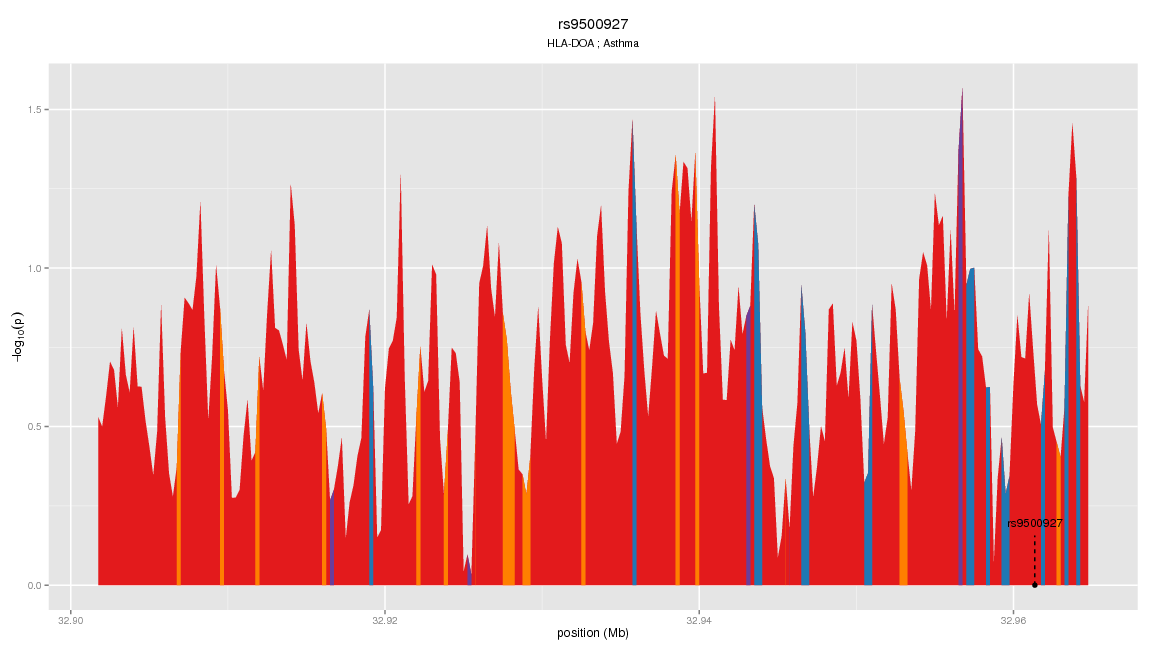 rs9500927
HLA-DOA ; Asthma
1.5
1.0
0.5
0.0
-log10(p)
rs9500927
32.90
32.92
32.94
32.96
position (Mb)